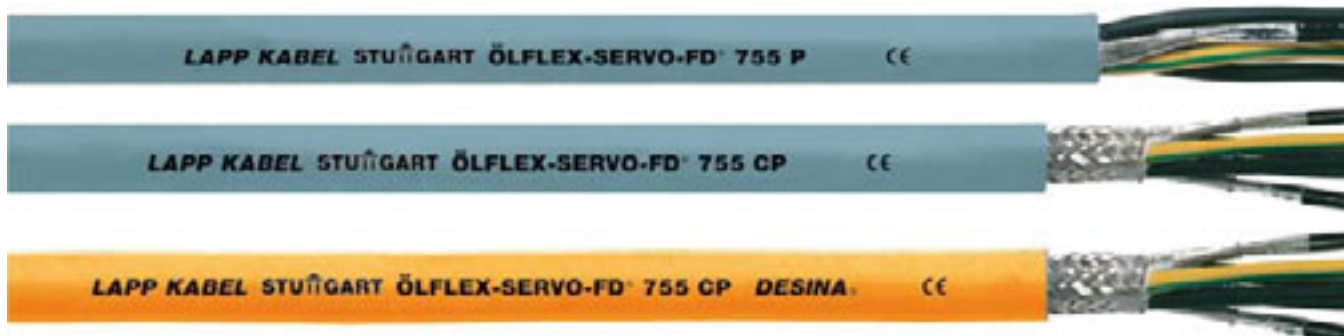 LAPP KABEL STUTTGART ÖLFLEX-SERVO-FD® 755 P CE
LAPP KABEL STUTTGART ÖLFLEX-SERVO-FD® 755 CP CE
LAPP KABEL STUTTGART ÖLFLEX-SERVO-FD® 755 CP DESINA® CE